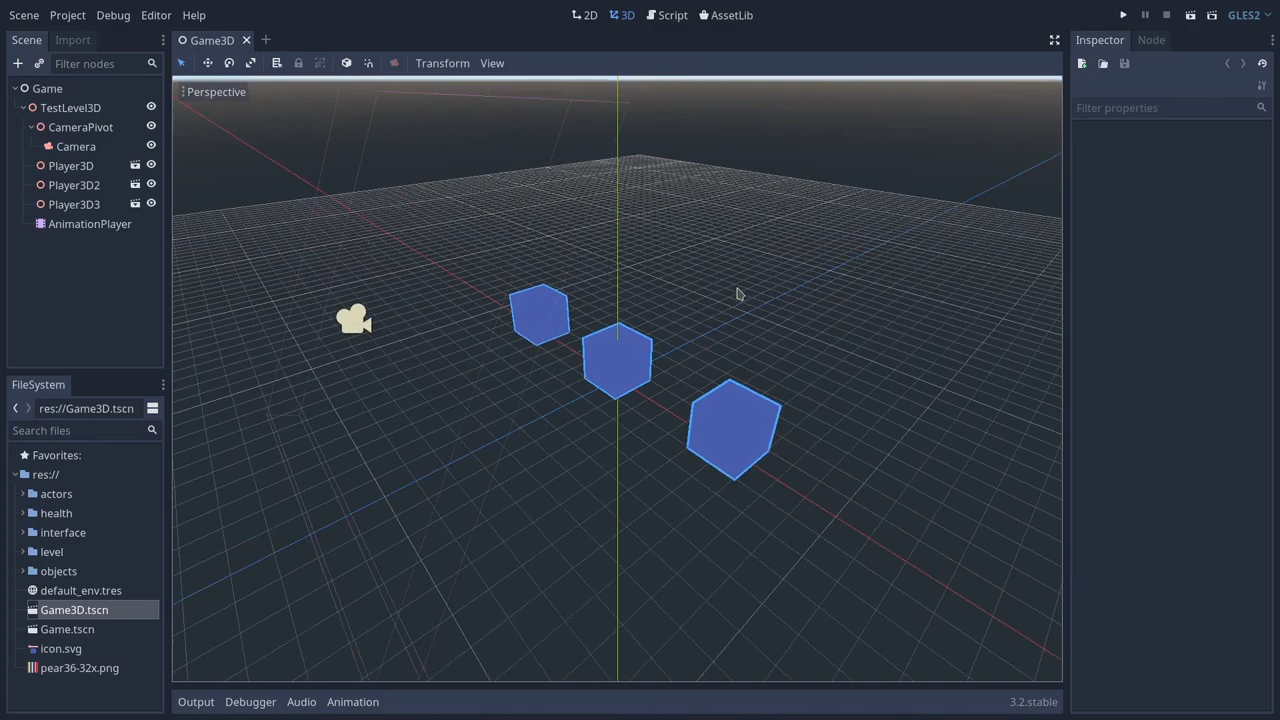 Scene Project Debug Editor Help
2D 3D Script AssetLib
GLES2
Scene Import
Filter nodes
Game
TestLevel3D
CameraPivot
Camera
Player3D
Player3D2
Player3D3
AnimationPlayer
FileSystem
res://Game3D.tscn
Search files
Favorites:
res://
actors
health
interface
level
objects
default_env.tres
Game3D.tscn
Game.tscn
icon.svg
pear36-32x.png
Game3D
Transform View
Perspective
Output Debugger Audio Animation
3.2.stable
Inspector Node
Filter properties